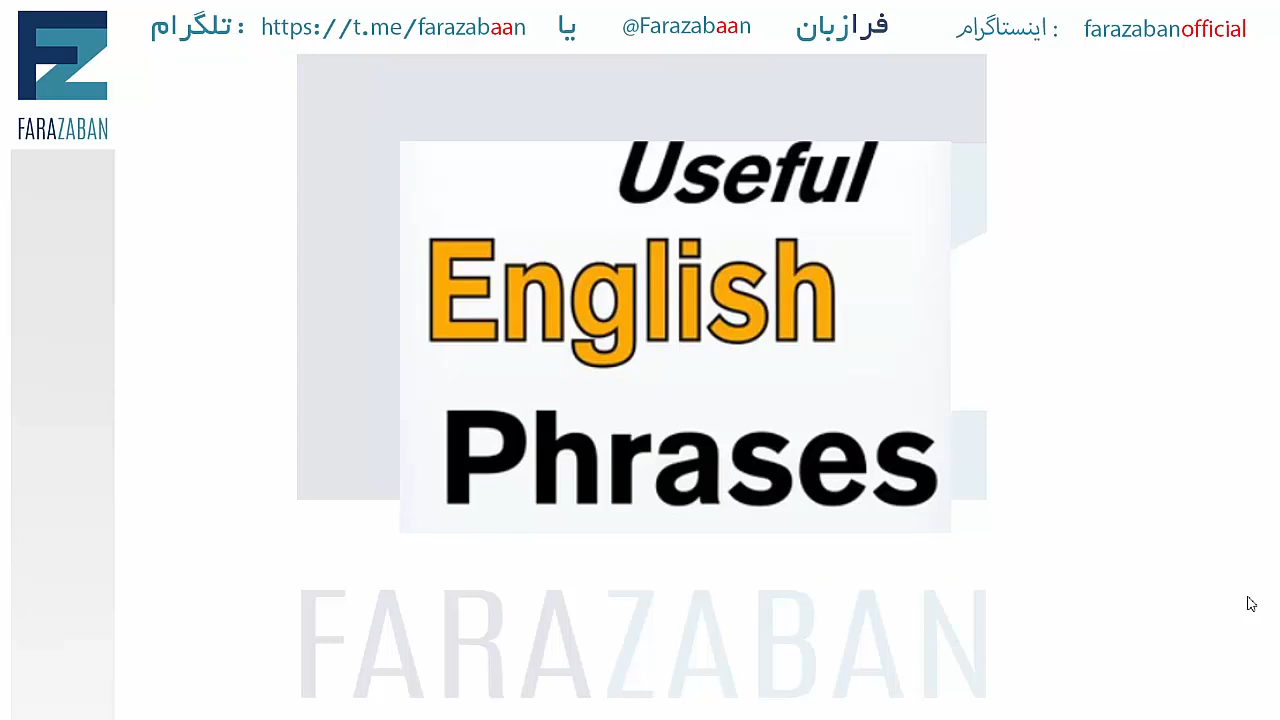 تلگرام : https://t.me/farazabaan یا @Farazabaan فرازبان اینستاگرام : farazabanofficial
FARAZABAN
Useful
English
Phrases
FARAZABAN